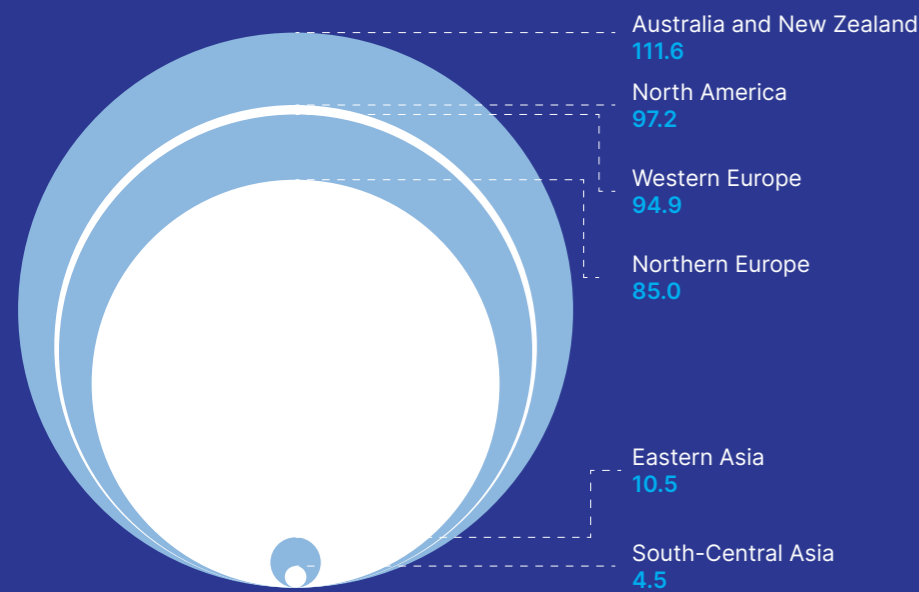 Australia and New Zealand
111.6
North America
97.2
Western Europe
94.9
Northern Europe
85.0
Eastern Asia
10.5
South-Central Asia
4.5